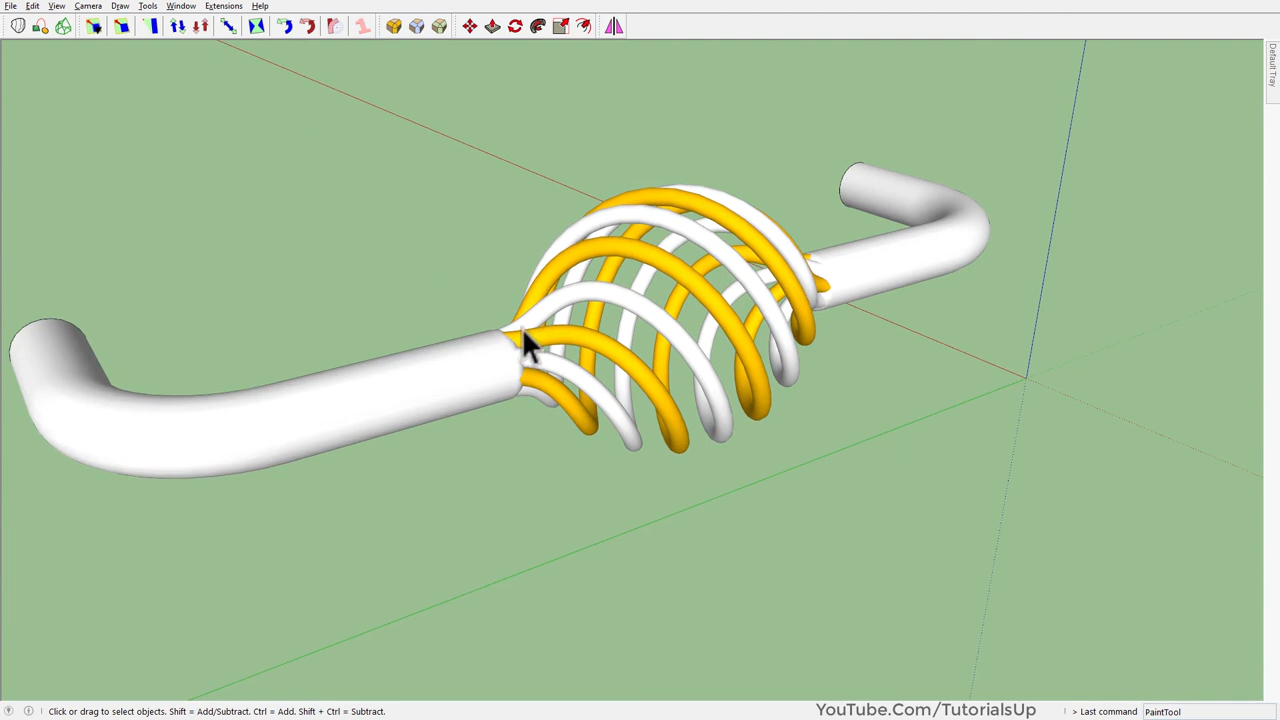 File Edit View Camera Draw Tools Window Extensions Help
Default Tray
Click or drag to select objects. Shift = Add/Subtract. Ctrl = Add. Shift + Ctrl = Subtract.
YouTube.Com/TutorialsUp
> Last command PaintTool